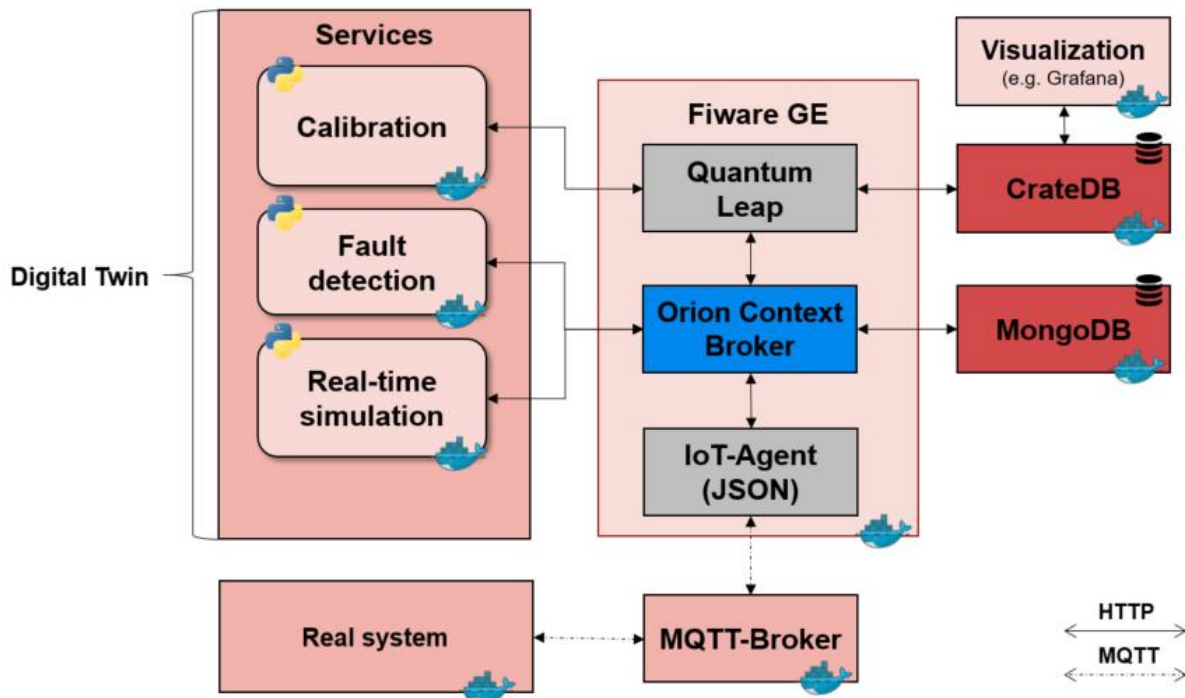 Services
Calibration
Fault
detection
Real-time
simulation
Digital Twin
Fiware GE
Quantum
Leap
Orion Context
Broker
IoT-Agent
(JSON)
Visualization
(e.g. Grafana)
CrateDB
MongoDB
Real system
MQTT-Broker
HTTP
MQTT